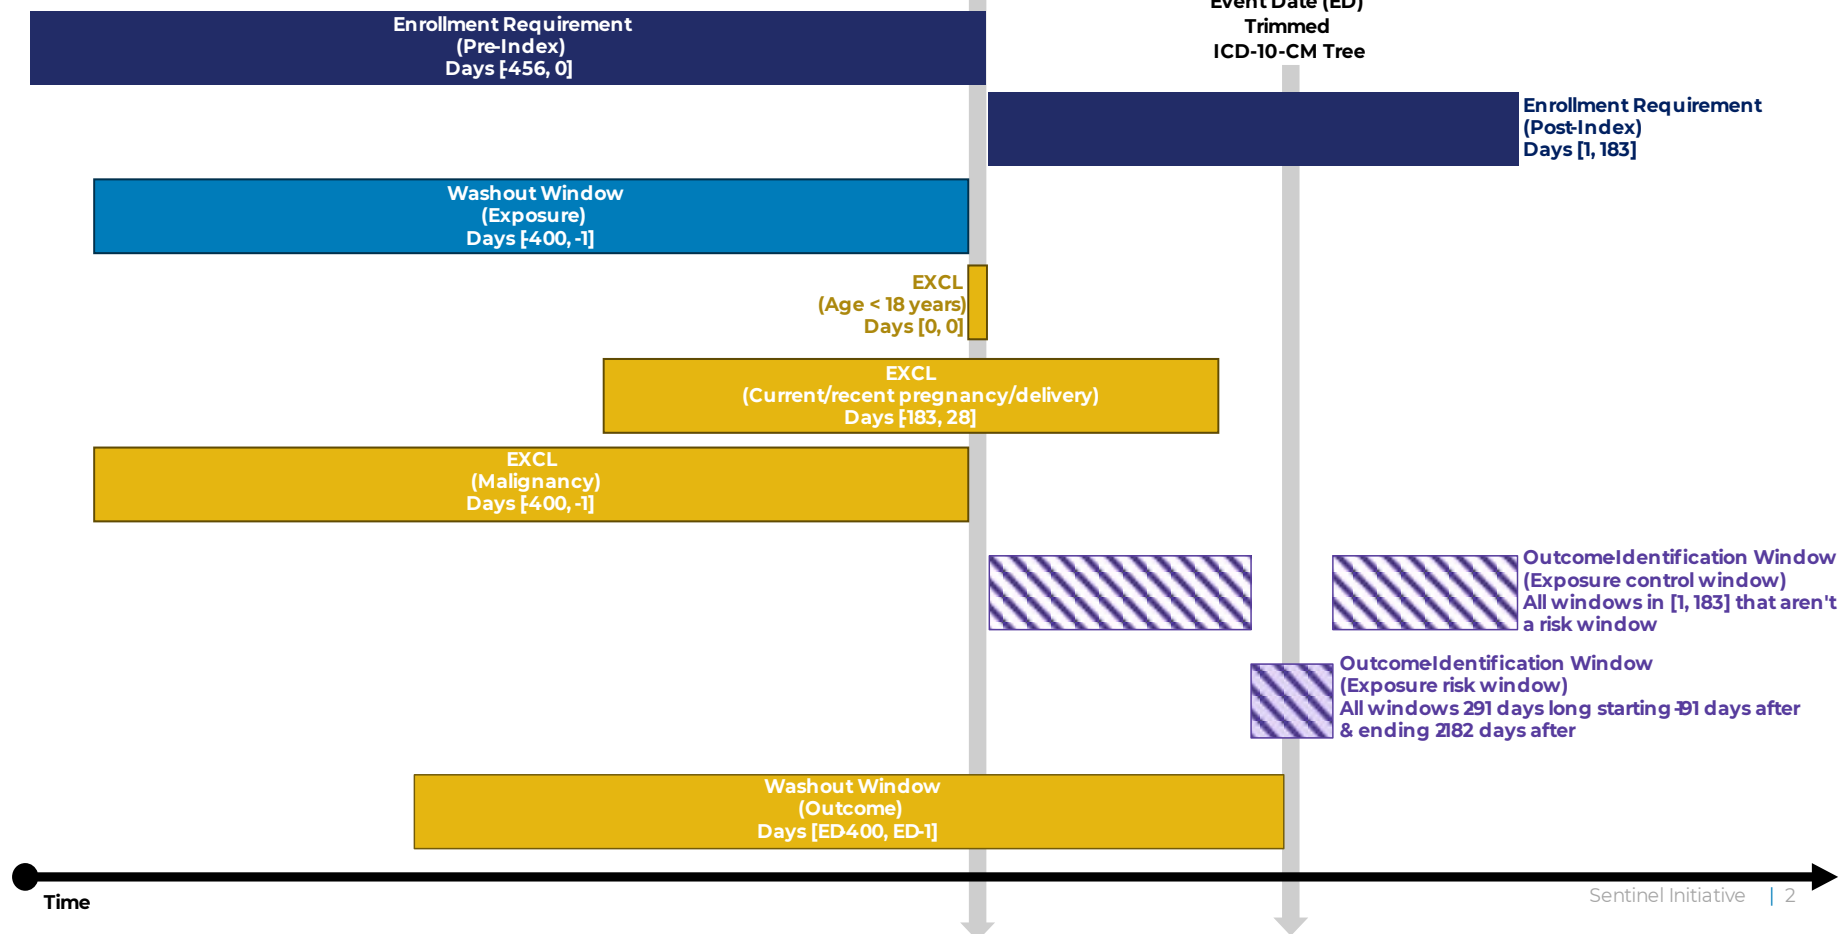 Event Date (ED)
Trimmed
ICD-10-CM Tree
Enrollment Requirement
(Pre-Index)
Days [-456, 0]
Enrollment Requirement
(Post-Index)
Days [1, 183]
Washout Window
(Exposure)
Days [-400, -1]
EXCL
(Age < 18 years)
Days [0, 0]
EXCL
(Current/recent pregnancy/delivery)
Days [-183, 28]
EXCL
(Malignancy)
Days [-400, -1]
OutcomeIdentification Window
(Exposure control window)
All windows in [1, 183] that aren't
a risk window
OutcomeIdentification Window
(Exposure risk window)
All windows 291 days long starting days after
& ending days after
Washout Window
(Outcome)
Days [ED-400, ED-1]
Time
Sentinel Initiative | 2